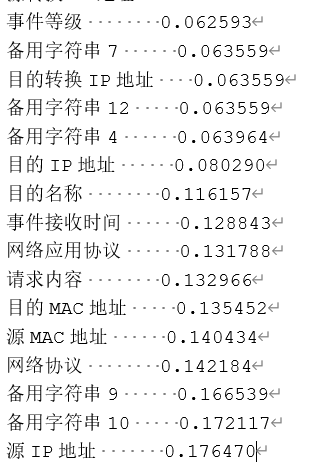 事件等级 0.062593
备用字符串 7 0.063559
目的转换 IP 地址 0.063559
备用字符串 12 0.063559
备用字符串 4 0.063964
目的 IP 地址 0.080290
目的名称 0.116157
事件接收时间 0.128843
网络应用协议 0.131788
请求内容 0.132966
目的 MAC 地址 0.135452
源 MAC 地址 0.140434
网络协议 0.142184
备用字符串 9 0.166539
备用字符串 10 0.172117
源 IP 地址 0.176470